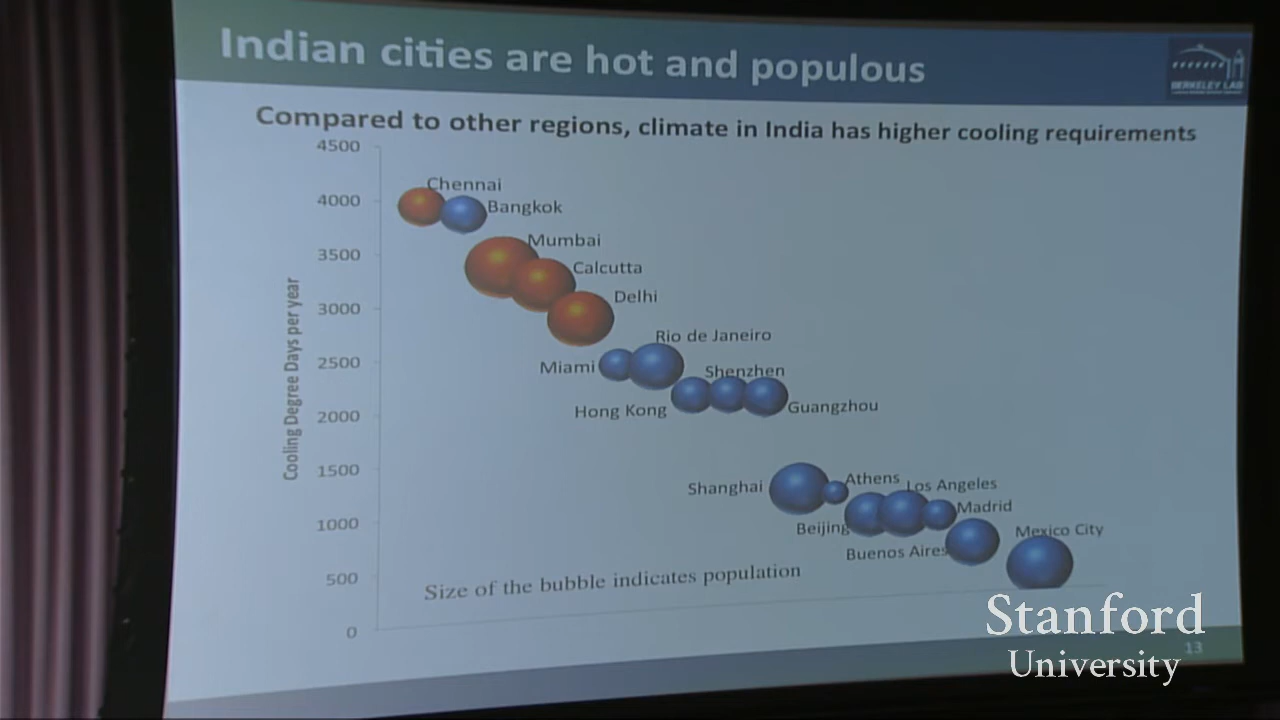 Indian cities are hot and populous
BERKELEY LAB
Compared to other regions, climate in India has higher cooling requirements
Cooling Degree Days per year
4500
4000
3500
3000
2500
2000
1500
1000
500
0
Chennai
Bangkok
Mumbai
Calcutta
Delhi
Rio de Janeiro
Miami
Shenzhen
Hong Kong
Guangzhou
Shanghai
Athens
Los Angeles
Beijing
Madrid
Buenos Aires
Mexico City
Size of the bubble indicates population
Stanford
University
13